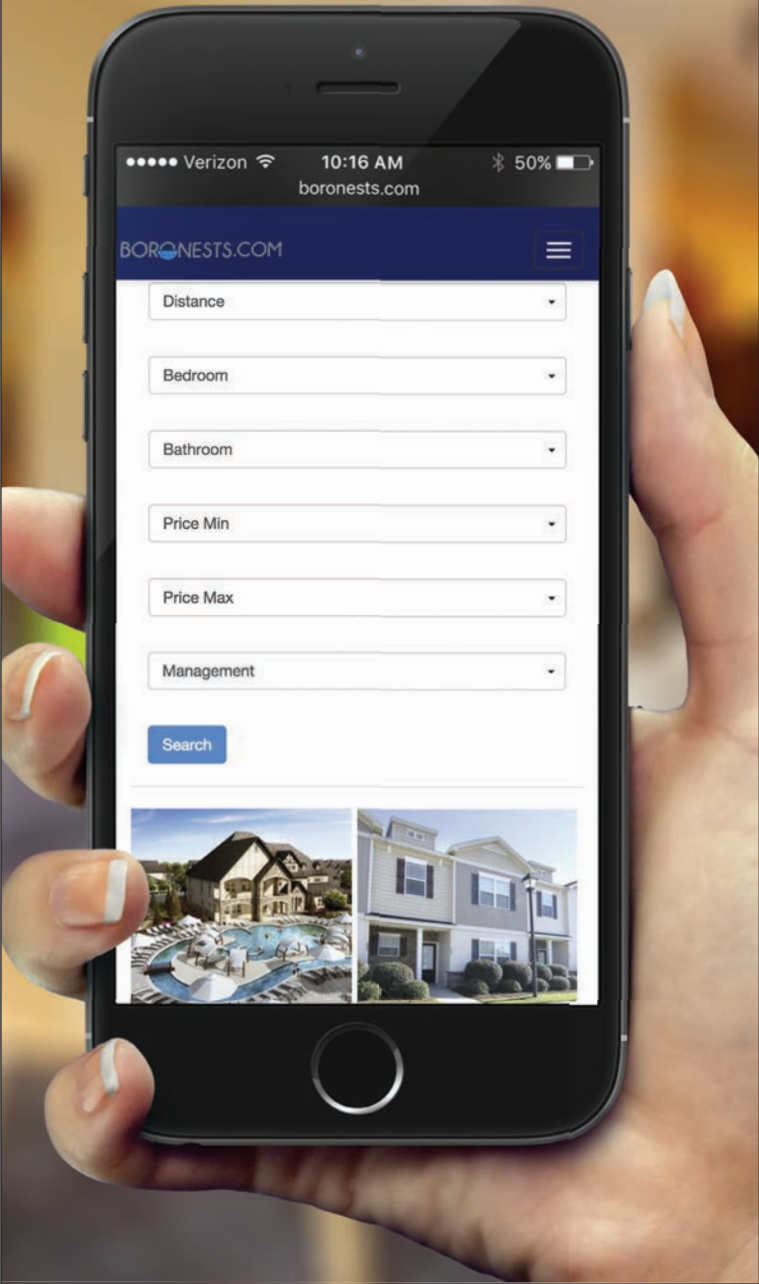 Verizon 10:16 AM 50%
boronests.com
BORONESTS.COM
Distance
Bedroom
Bathroom
Price Min
Price Max
Management
Search